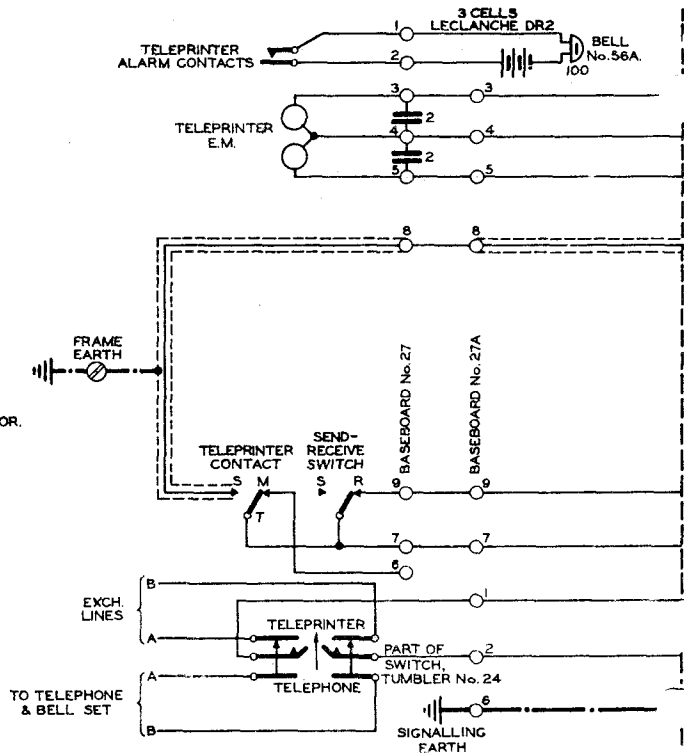 3 CELLS
LECLANCHE DR2
1
TELEPRINTER
ALARM CONTACTS
2
BELL
No. 56A.
100
3 3
2
TELEPRINTER
E.M.
4 4
2
5 5
8 8
FRAME
EARTH
OR.
BASEBOARD No. 27
BASEBOARD No. 27A
TELEPRINTER
CONTACT
SEND-
RECEIVE
SWITCH
S M S R 9 9
T
7 7
6
B
1
EXCH.
LINES
TELEPRINTER
A
PART OF
SWITCH,
TUMBLER No. 24
2
A
TELEPHONE
TO TELEPHONE
& BELL SET
6
B
SIGNALLING
EARTH